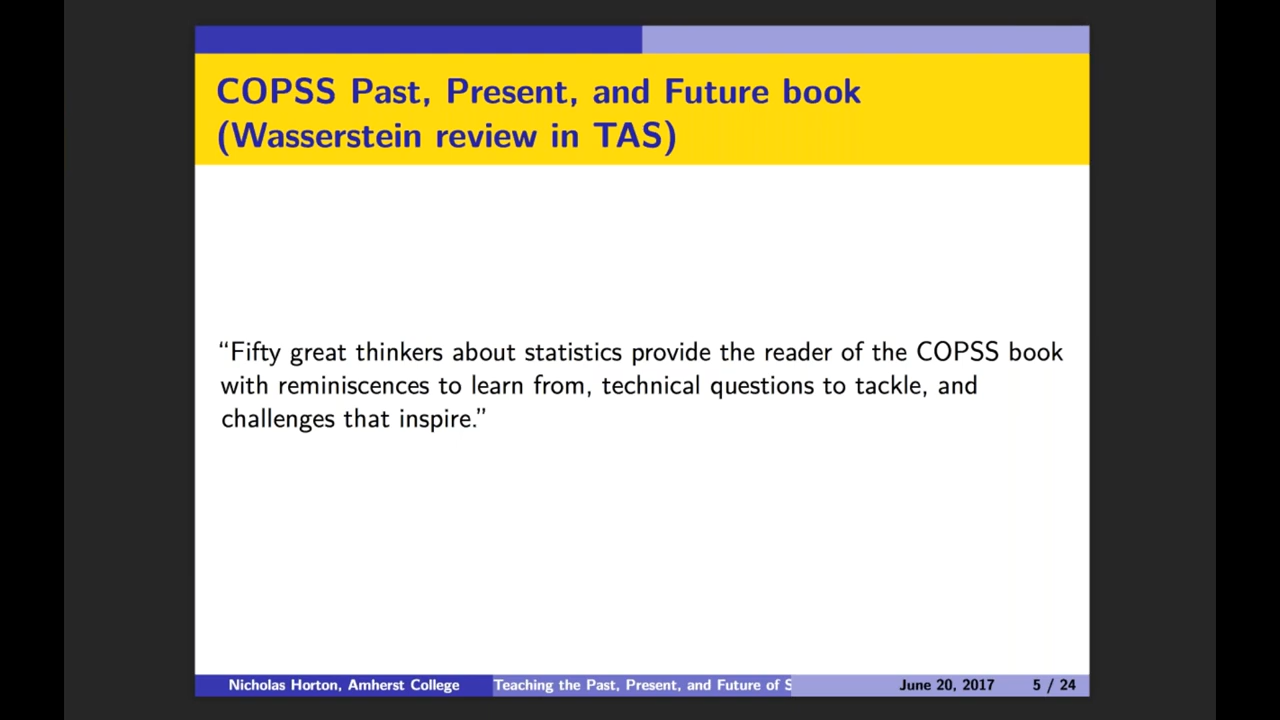 COPSS Past, Present, and Future book
(Wasserstein review in TAS)
“Fifty great thinkers about statistics provide the reader of the COPSS book
with reminiscences to learn from, technical questions to tackle, and
challenges that inspire.”
Nicholas Horton, Amherst College Teaching the Past, Present, and Future of S June 20, 2017 5 / 24